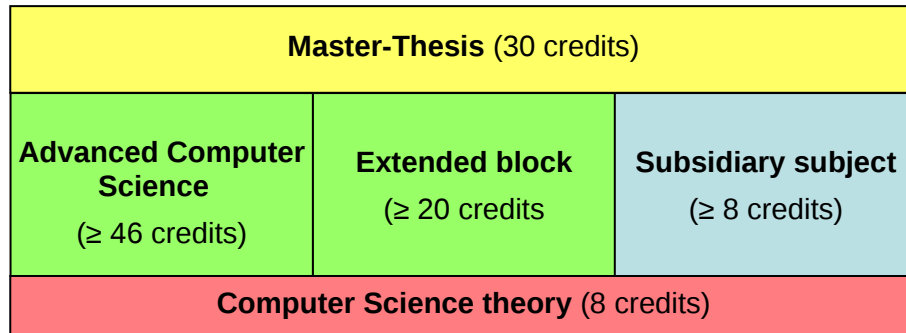 Master-Thesis (30 credits)
Advanced Computer
Science
(≥ 46 credits)
Extended block
(≥ 20 credits
Subsidiary subject
(≥ 8 credits)
Computer Science theory (8 credits)